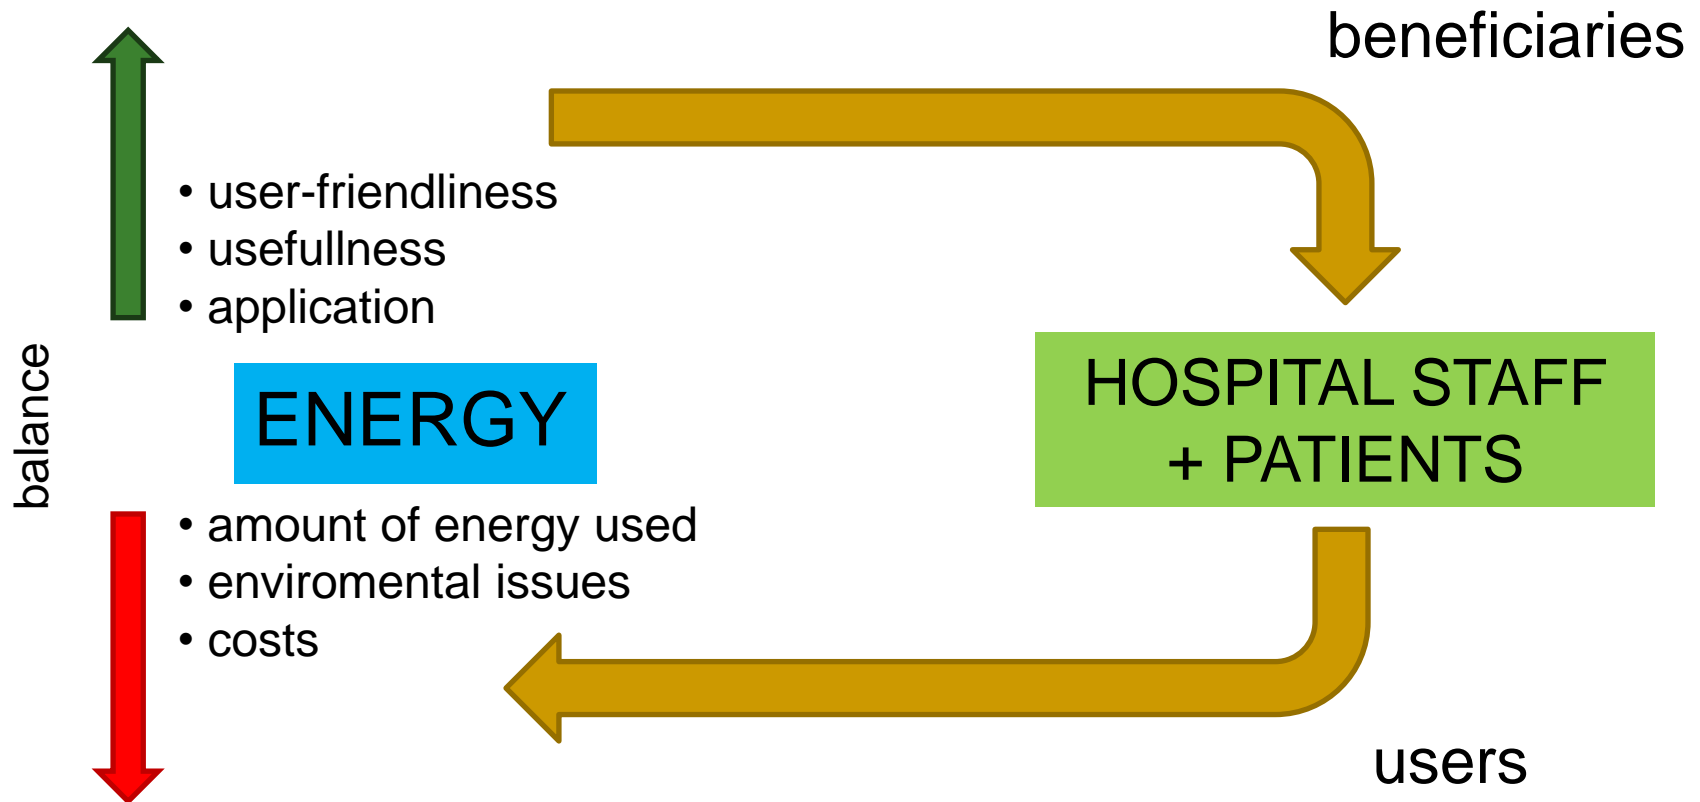 beneficiaries
• user-friendliness
• usefullness
• application
balance
ENERGY
HOSPITAL STAFF
+ PATIENTS
• amount of energy used
• enviromental issues
• costs
users